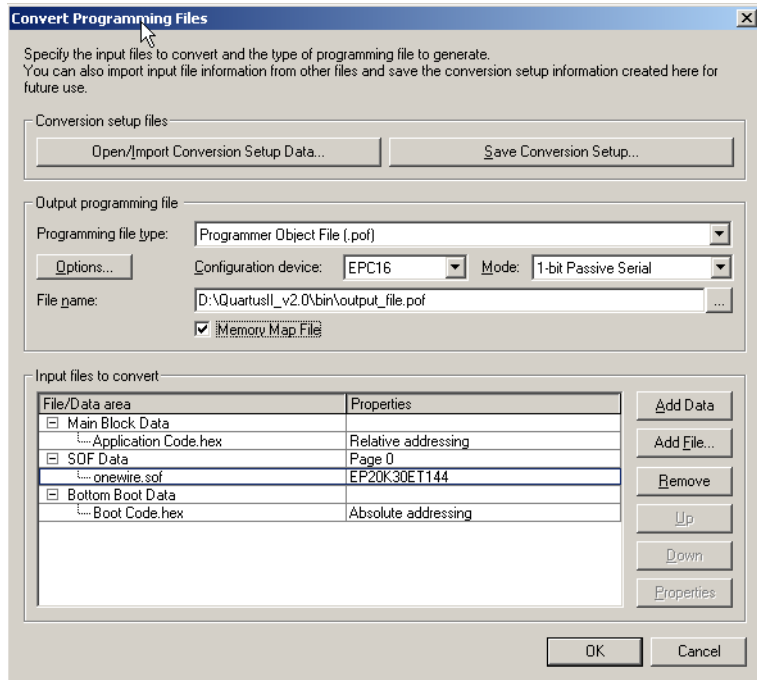 Convert Programming Files
Specify the input files to convert and the type of programming file to generate.
You can also import input file information from other files and save the conversion setup information created here for
future use.
Conversion setup files
Open/Import Conversion Setup Data...
Save Conversion Setup...
Output programming file
Programming file type:
Programmer Object File (.pof)
Options...
Configuration device:
EPC16
Mode:
1-bit Passive Serial
File name:
D:\QuartusII_v2.0\bin\output_file.pof
...
Memory Map File
Input files to convert
File/Data area
Properties
Add Data
Main Block Data
Application Code.hex
Relative addressing
Add File...
SOF Data
Page 0
onewire.sof
EP20K30ET144
Remove
Bottom Boot Data
Boot Code.hex
Absolute addressing
Up
Down
Properties
OK
Cancel